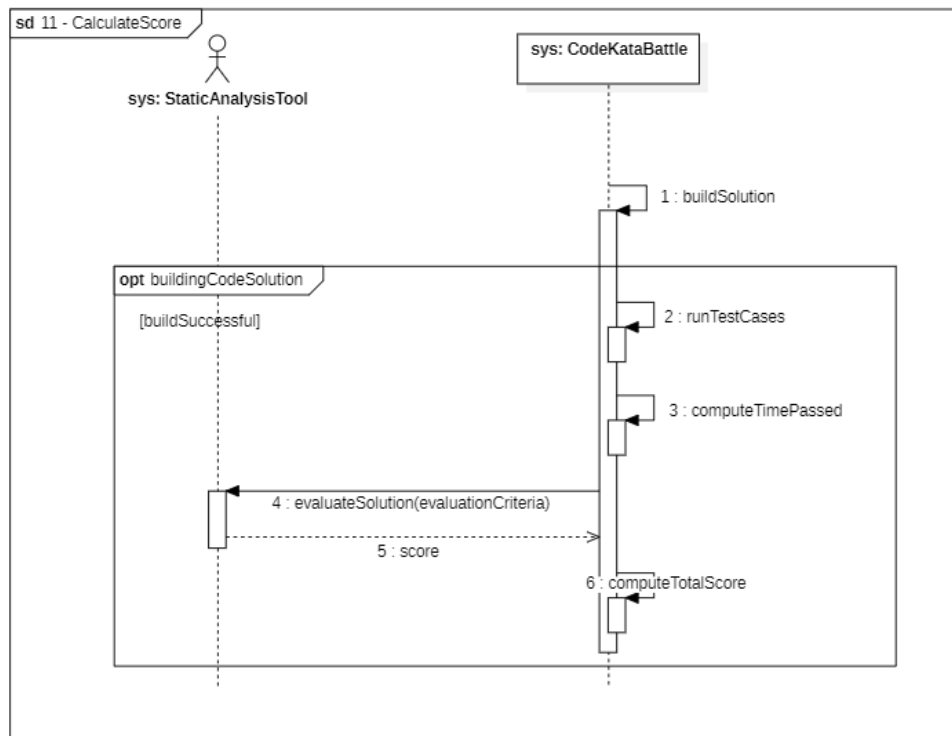 sd 11 - CalculateScore
sys: StaticAnalysisTool
sys: CodeKataBattle
1 : buildSolution
opt buildingCodeSolution
[buildSuccessful]
2 : runTestCases
3 : computeTimePassed
4 : evaluateSolution(evaluationCriteria)
5 : score
6 : computeTotalScore